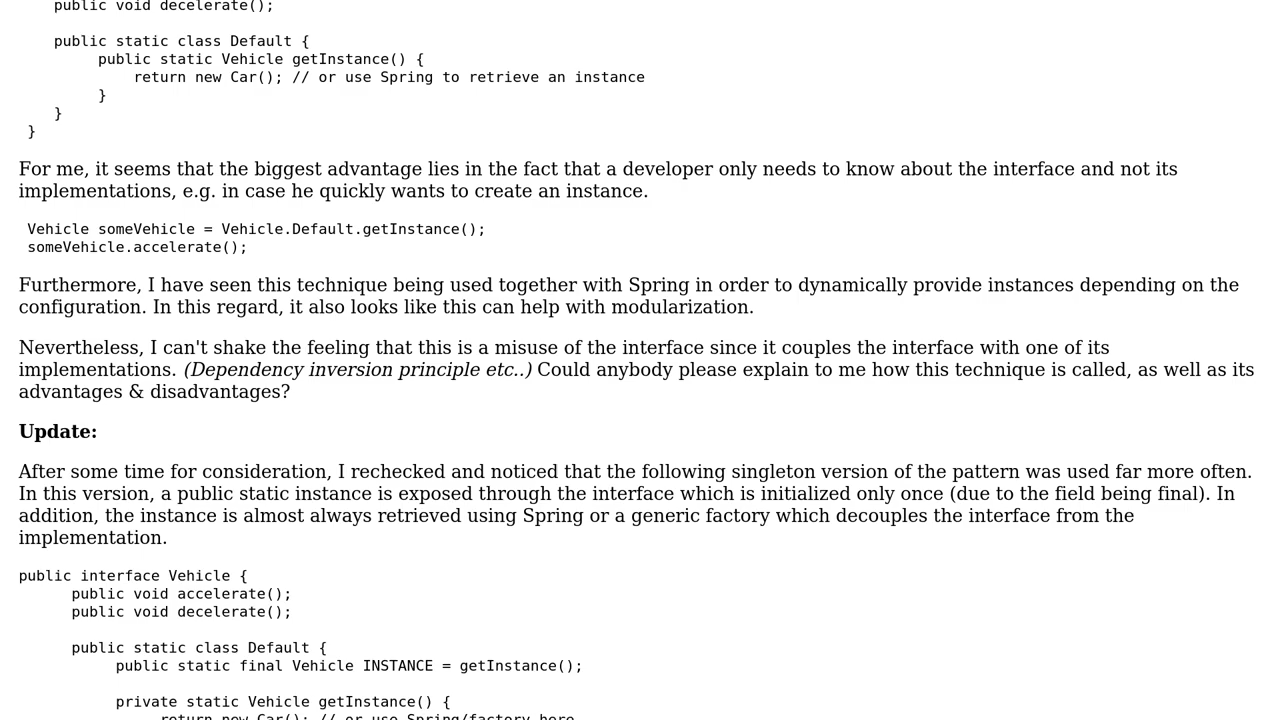 public void decelerate();
public static class Default {
public static Vehicle getInstance() {
return new Car(); // or use Spring to retrieve an instance
}
}
}
For me, it seems that the biggest advantage lies in the fact that a developer only needs to know about the interface and not its
implementations, e.g. in case he quickly wants to create an instance.
Vehicle someVehicle = Vehicle.Default.getInstance();
someVehicle.accelerate();
Furthermore, I have seen this technique being used together with Spring in order to dynamically provide instances depending on the
configuration. In this regard, it also looks like this can help with modularization.
Nevertheless, I can't shake the feeling that this is a misuse of the interface since it couples the interface with one of its
implementations. (Dependency inversion principle etc..) Could anybody please explain to me how this technique is called, as well as its
advantages & disadvantages?
Update:
After some time for consideration, I rechecked and noticed that the following singleton version of the pattern was used far more often.
In this version, a public static instance is exposed through the interface which is initialized only once (due to the field being final). In
addition, the instance is almost always retrieved using Spring or a generic factory which decouples the interface from the
implementation.
public interface Vehicle {
public void accelerate();
public void decelerate();
public static class Default {
public static final Vehicle INSTANCE = getInstance();
private static Vehicle getInstance() {
return new Car(); // or use Spring/factory here